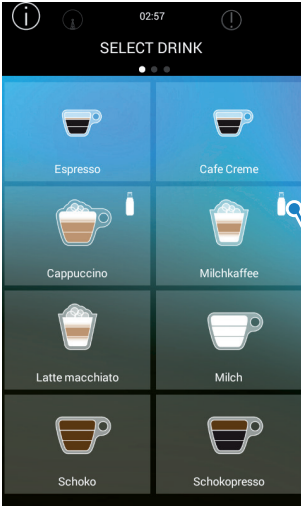 02:57
SELECT DRINK
Espresso
Cafe Creme
Cappuccino
Milchkaffee
Latte macchiato
Milch
Schoko
Schokopresso